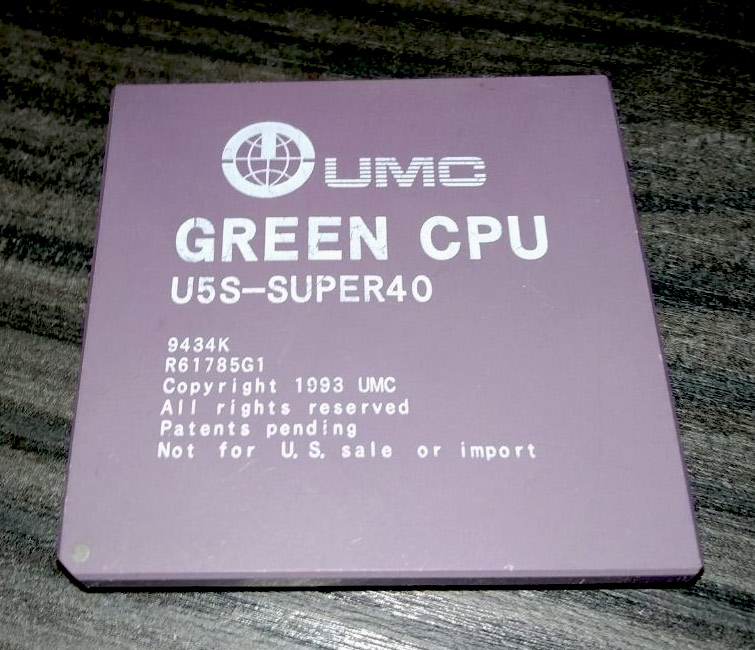 UMC
GREEN CPU
U5S-SUPER40
9434K
R61785G1
Copyright 1993 UMC
All rights reserved
Patents pending
Not for U.S. sale or import